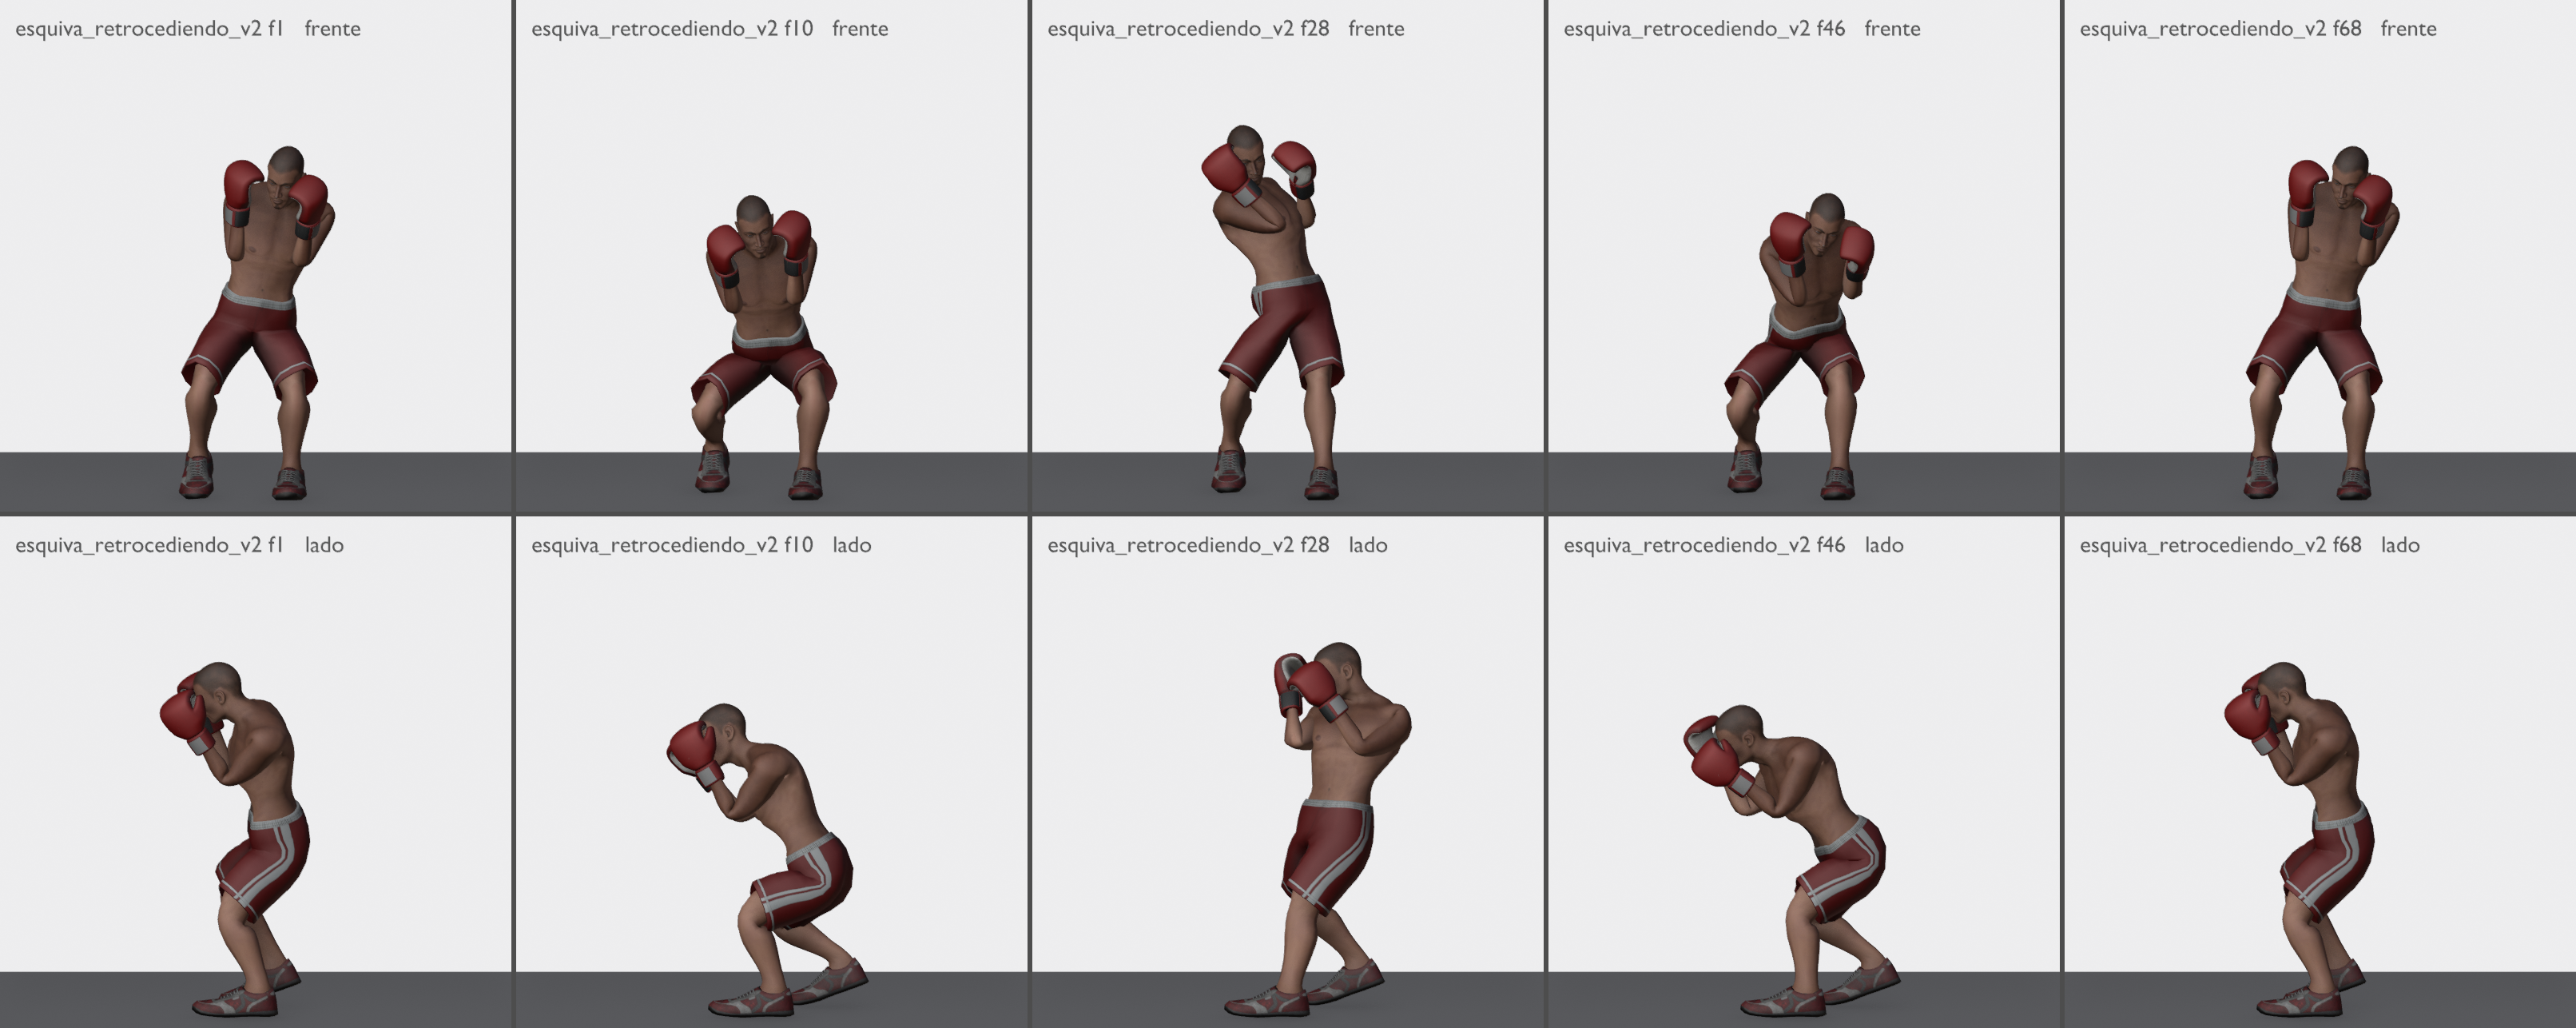 esquiva_retrocediendo_v2 f1 frente
esquiva_retrocediendo_v2 f10 frente
esquiva_retrocediendo_v2 f28 frente
esquiva_retrocediendo_v2 f46 frente
esquiva_retrocediendo_v2 f68 frente
esquiva_retrocediendo_v2 f1 lado
esquiva_retrocediendo_v2 f10 lado
esquiva_retrocediendo_v2 f28 lado
esquiva_retrocediendo_v2 f46 lado
esquiva_retrocediendo_v2 f68 lado